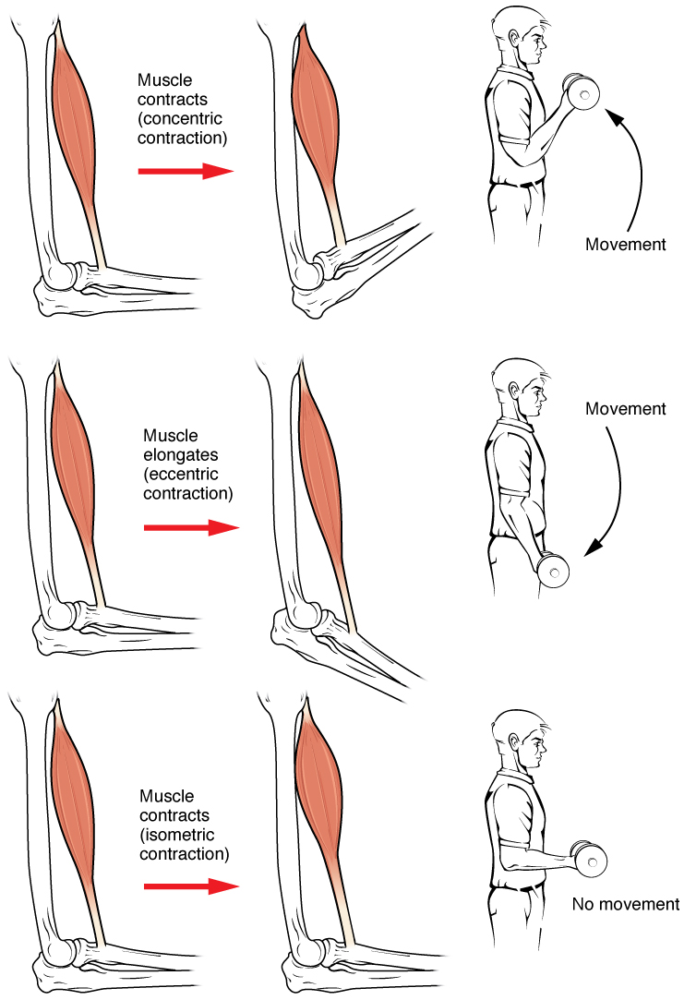 Muscle
contracts
(concentric
contraction)
Movement
Muscle
elongates
(eccentric
contraction)
Movement
Muscle
contracts
(isometric
contraction)
No movement